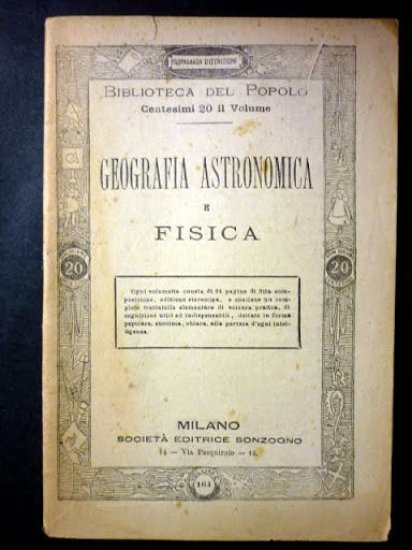 PROPAGANDA D'ISTRUZIONE
BIBLIOTECA DEL POPOLO
Centesimi 20 il Volume
GEOGRAFIA ASTRONOMICA
E
FISICA
20
20
Ogni volumetto consta di 64 pagine di fitta com-
posizione, edizione stereotipa, e contiene un com-
pleto trattatello elementare di scienza pratica, di
cognizioni utili ed indispensabili, dettato in forma
popolare, succinta, chiara, alla portata d'ogni intel-
ligenza.
MILANO
SOCIETÀ EDITRICE SONZOGNO
14 — Via Pasquirolo — 14.
164